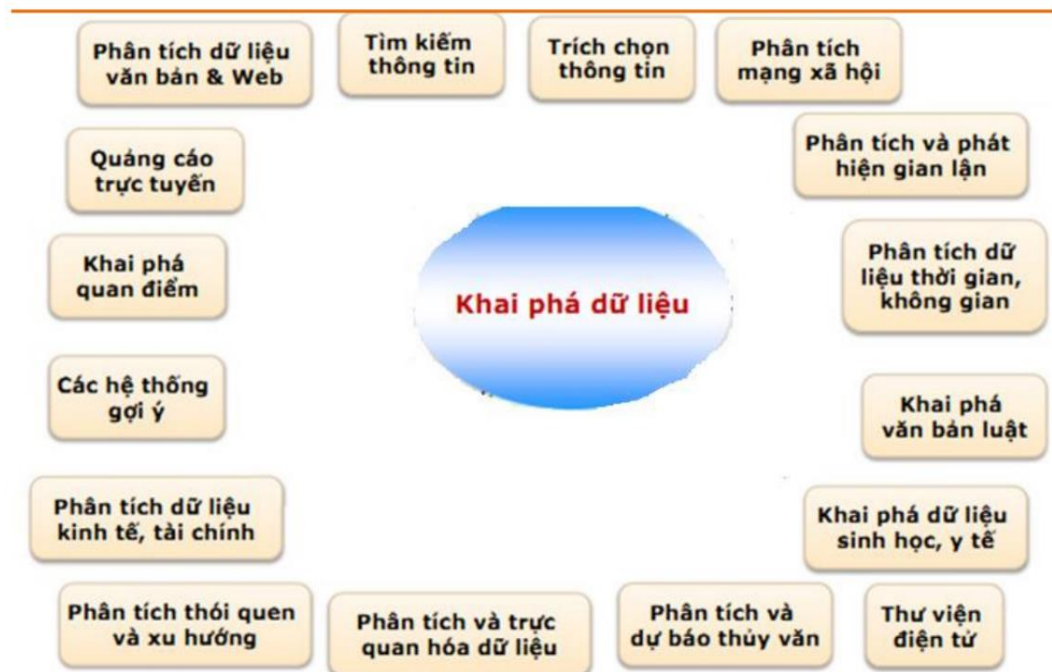 Phân tích dữ liệu
văn bản & Web
Tìm kiếm
thông tin
Trích chọn
thông tin
Phân tích
mạng xã hội
Quảng cáo
trực tuyến
Phân tích và phát
hiện gian lận
Khai phá
quan điểm
Khai phá dữ liệu
Phân tích dữ
liệu thời gian,
không gian
Các hệ thống
gợi ý
Khai phá
văn bản luật
Phân tích dữ liệu
kinh tế, tài chính
Khai phá dữ liệu
sinh học, y tế
Phân tích thói quen
và xu hướng
Phân tích và trực
quan hóa dữ liệu
Phân tích và
dự báo thủy văn
Thư viện
điện tử